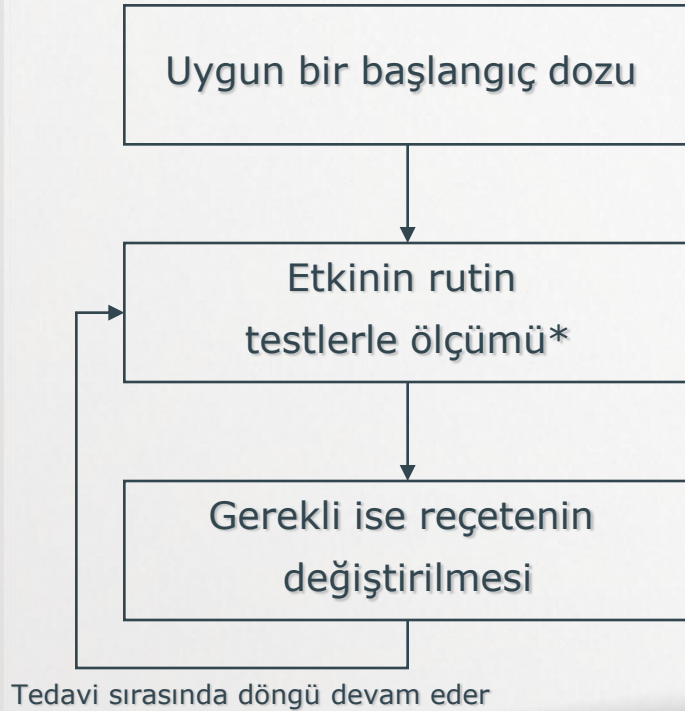 Uygun bir başlangıç dozu
Etkinin rutin
testlerle ölçümü*
Gerekli ise reçetenin
değiştirilmesi
Tedavi sırasında döngü devam eder